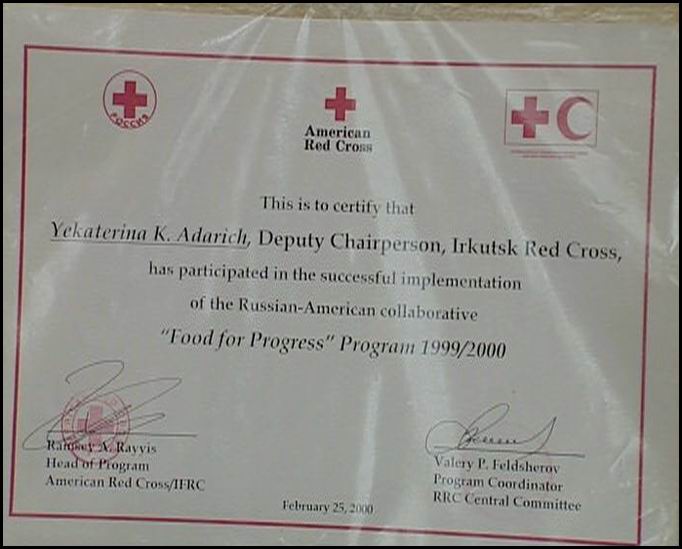 РОССИЯ
American
Red Cross
This is to certify that
Yekaterina K. Adarich, Deputy Chairperson, Irkutsk Red Cross,
has participated in the successful implementation
of the Russian-American collaborative
"Food for Progress" Program 1999/2000
Ramsey A. Rayyis
Head of Program
American Red Cross/IFRC
Valery P. Feldsherov
Program Coordinator
RRC Central Committee
February 25, 2000